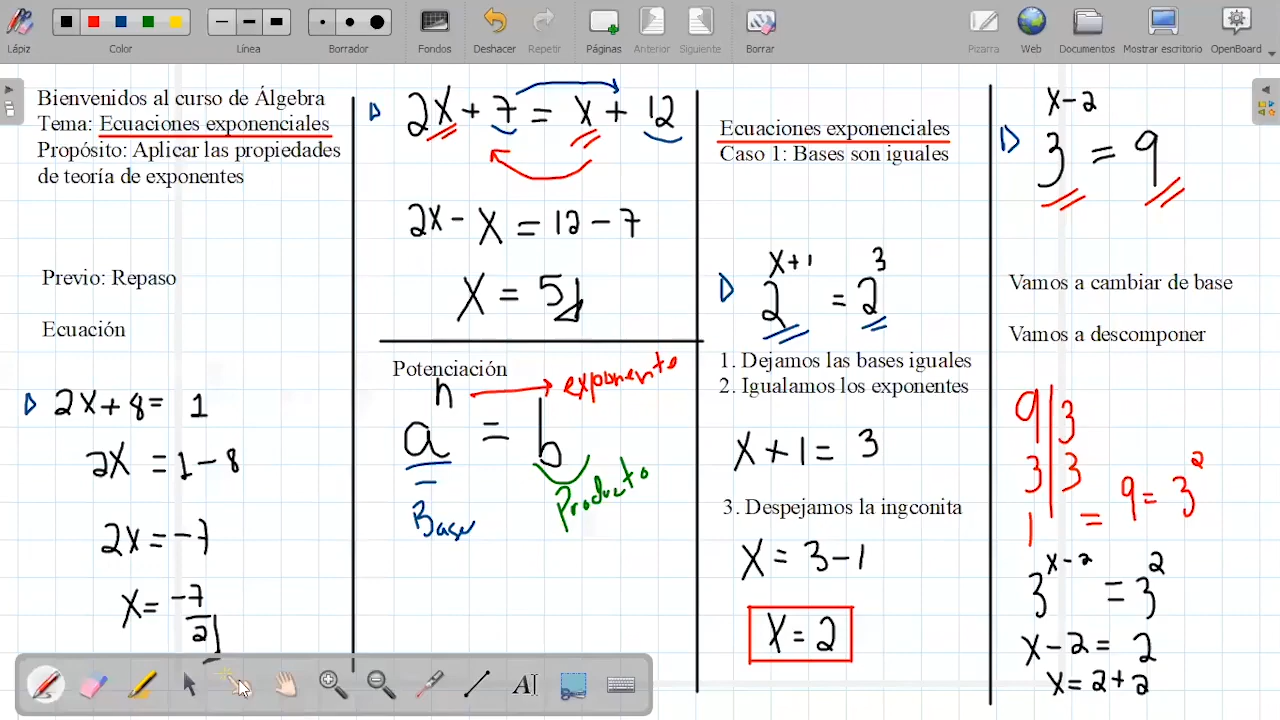 Lápiz
Color
Línea
Borrador
Fondos
Deshacer
Repetir
Páginas
Anterior
Siguiente
Borrar
Pizarra
Web
Documentos
Mostrar escritorio
OpenBoard
Bienvenidos al curso de Álgebra
Tema: Ecuaciones exponenciales
Propósito: Aplicar las propiedades
de teoría de exponentes
Previo: Repaso
Ecuación
2x + 8 = 1
2x = 1 - 8
2x = -7
x = -7/2
2x + 7 = x + 12
2x - x = 12 - 7
x = 5
Potenciación
a^n = b
exponente
Base
Producto
Ecuaciones exponenciales
Caso 1: Bases son iguales
2^x+1 = 2^3
1. Dejamos las bases iguales
2. Igualamos los exponentes
x + 1 = 3
3. Despejamos la ingconita
x = 3 - 1
x = 2
3^x-2 = 9
Vamos a cambiar de base
Vamos a descomponer
9 | 3
3 | 3
1 = 9 = 3^2
3^x-2 = 3^2
x - 2 = 2
x = 2 + 2
AI